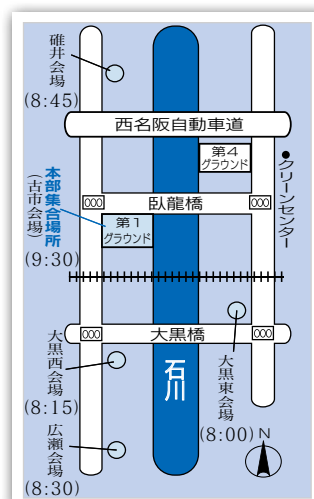 碓井会場
(8:45)
西名阪自動車道
第4
グラウンド
クリーンセンター
臥龍橋
本部集合場所
(古市会場)
(9:30)
第1
グラウンド
大黒橋
大黒西会場
(8:15)
石川
大黒東会場
(8:00)
N
広瀬会場
(8:30)